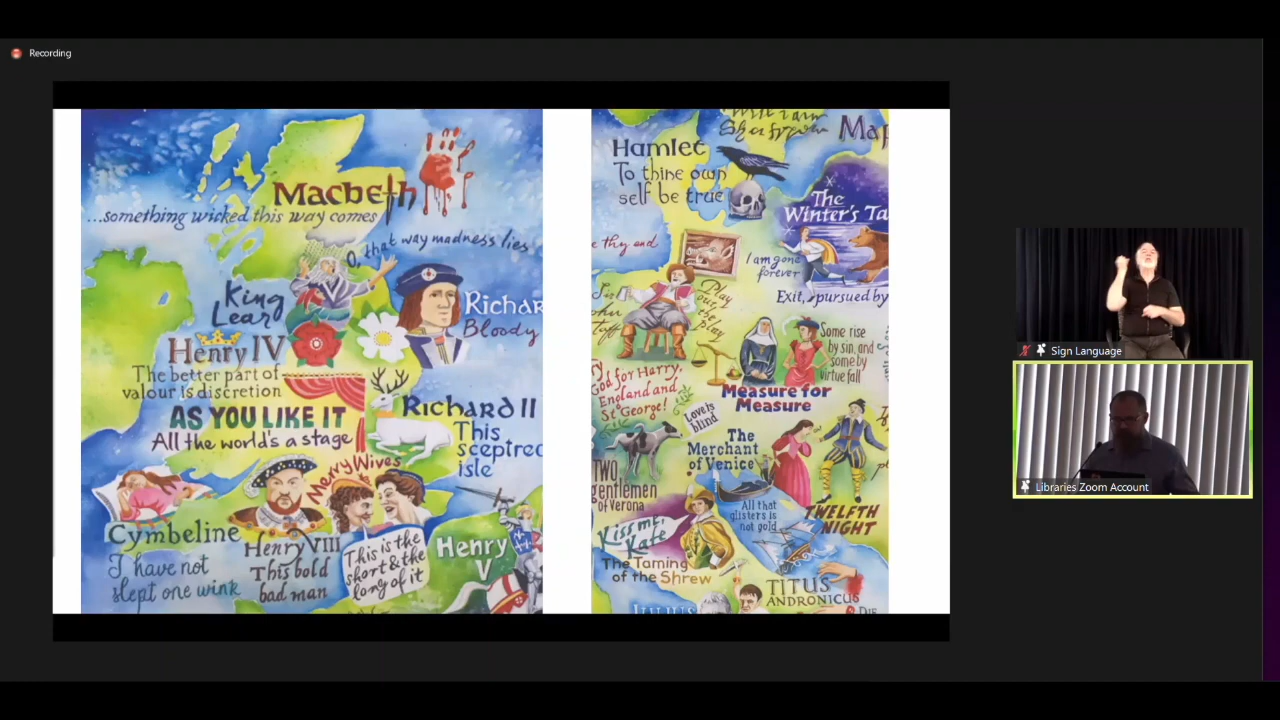 Recording
Macbeth
...something wicked this way comes
O, that way madness lies
King
Lear
Richar
Bloody
Henry IV
The better part of
valour is discretion
AS YOU LIKE IT
All the world's a stage
RICHARD II
This
sceptred
isle
Merry Wives
Cymbeline
I have not
slept one wink
Henry VIII
This bold
bad man
This is the
short & the
long of it
Henry
V
Map
Hamlet
To thine own
self be true
The
Winter's Ta
e thy end
I am gone
forever
Exit, pursued by
Play
out
the
play
Some rise
by sin, and
some by
virtue fall
God for Harry,
England and
St George!
Measure for
Measure
Love is
blind
The
Merchant
of Venice
TWO
gentlemen
of Verona
All that
glisters is
not gold
TWELFTH
NIGHT
Kiss me,
Kate
The Taming
of the Shrew
TITUS
ANDRONICUS
JULIUS
Sign Language
Libraries Zoom Account